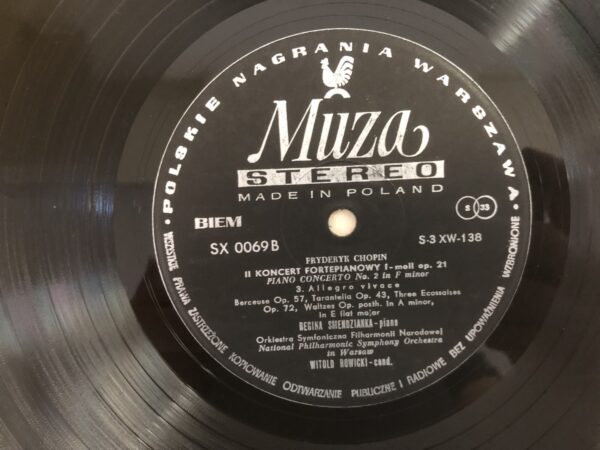 • POLSKIE NAGRANIA WARSZAWA •
Muza
STEREO
MADE IN POLAND
BIEM
S 33
SX 0069 B
S-3 XW-138
FRYDERYK CHOPIN
II KONCERT FORTEPIANOWY f-moll op. 21
PIANO CONCERTO No. 2 in F minor
3. Allegro vivace
Berceuse Op. 57, Tarantella Op. 43, Three Ecossaises
Op. 72, Waltzes Op. posth. in A minor,
in E flat major
REGINA SMENDZIANKA - piano
Orkiestra Symfoniczna Filharmonii Narodowej
National Philharmonic Symphony Orchestra
in Warsaw
WITOLD ROWICKI - cond.
WSZELKIE PRAWA ZASTRZEŻONE KOPIOWANIE ODTWARZANIE PUBLICZNE I RADIOWE BEZ UPOWAŻNIENIA WZBRONIONE